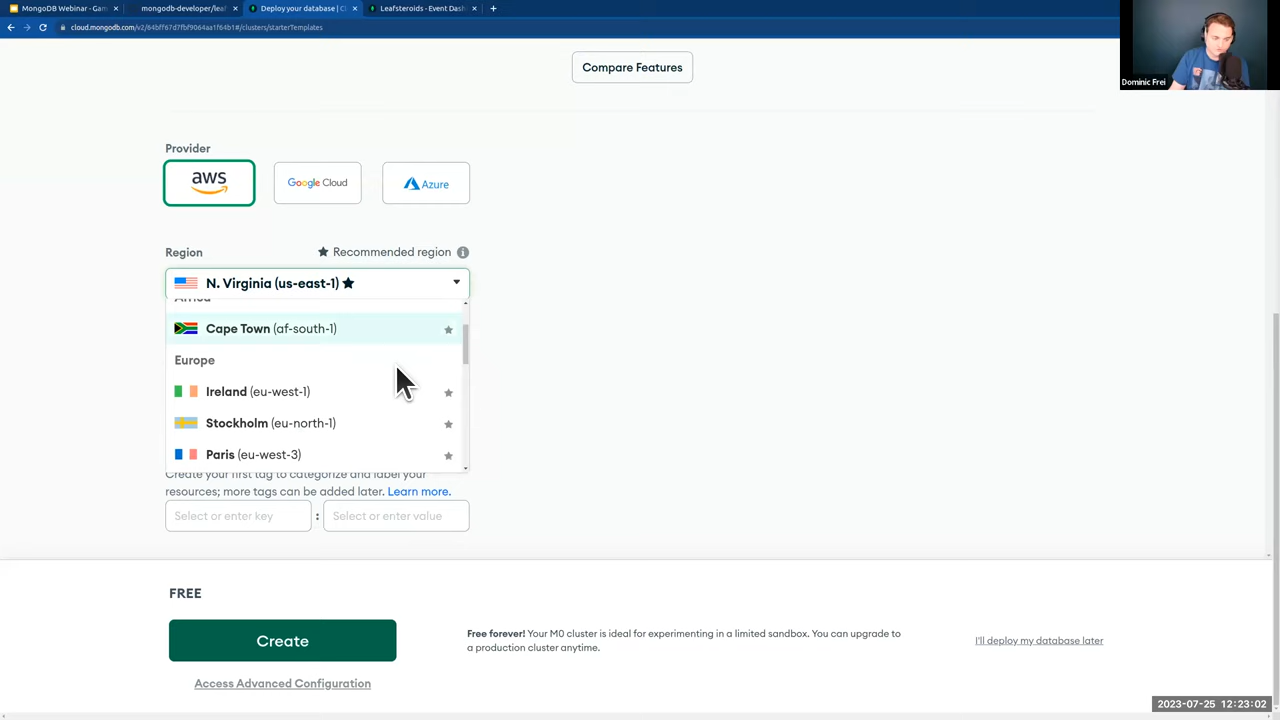 MongoDB Webinar - Gam
mongodb-developer/leaf
Deploy your database | Cl
Leafsteroids - Event Dash
cloud.mongodb.com/v2/64bff67d7fbf9064aa1f64b1#/clusters/starterTemplates
Dominic Frei
Compare Features
Provider
aws
Google Cloud
Azure
Region
Recommended region
N. Virginia (us-east-1)
Africa
Cape Town (af-south-1)
Europe
Ireland (eu-west-1)
Stockholm (eu-north-1)
Paris (eu-west-3)
Create your first tag to categorize and label your
resources; more tags can be added later. Learn more.
Select or enter key : Select or enter value
FREE
Create
Access Advanced Configuration
Free forever! Your M0 cluster is ideal for experimenting in a limited sandbox. You can upgrade to
a production cluster anytime.
I'll deploy my database later
2023-07-25 12:23:02